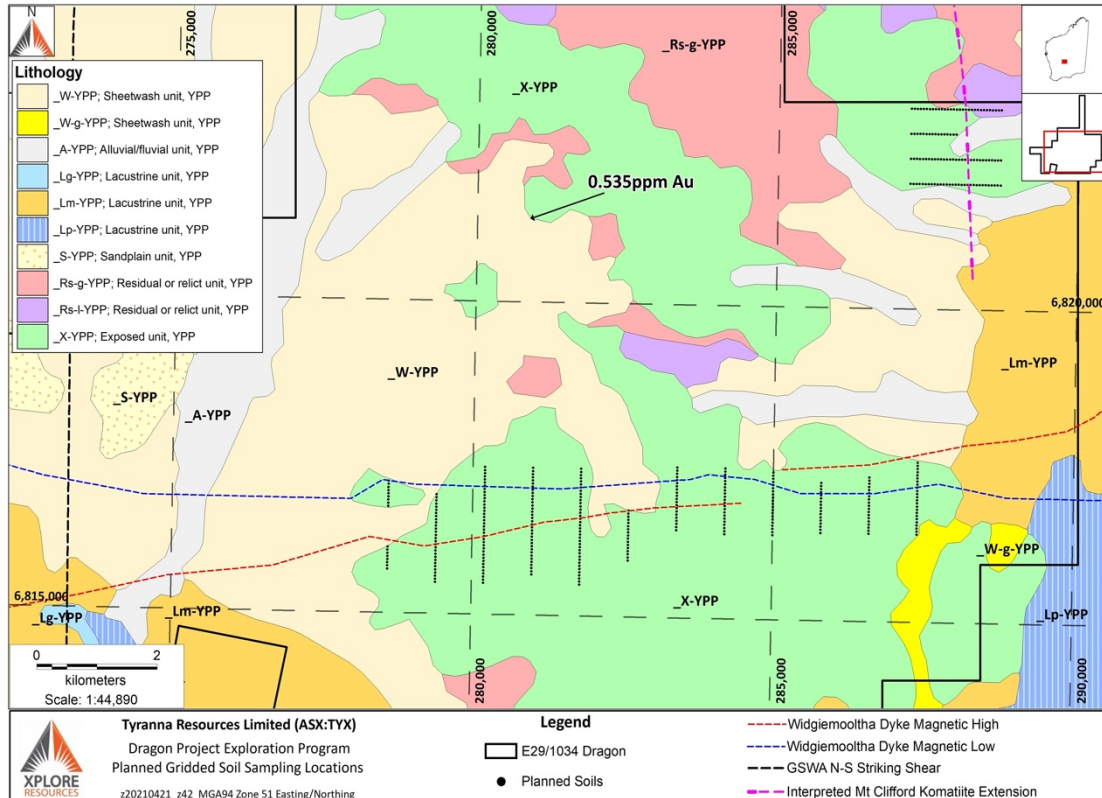 N
275,000
280,000
285,000
_Rs-g-YPP
_X-YPP
Lithology
_W-YPP; Sheetwash unit, YPP
_W-g-YPP; Sheetwash unit, YPP
_A-YPP; Alluvial/fluvial unit, YPP
_Lg-YPP; Lacustrine unit, YPP
_Lm-YPP; Lacustrine unit, YPP
_Lp-YPP; Lacustrine unit, YPP
_S-YPP; Sandplain unit, YPP
_Rs-g-YPP; Residual or relict unit, YPP
_Rs-l-YPP; Residual or relict unit, YPP
_X-YPP; Exposed unit, YPP
0.535ppm Au
6,820,000
_W-YPP
_Lm-YPP
_S-YPP
_A-YPP
_W-g-YPP
6,815,000
_Lg-YPP
_Lm-YPP
_X-YPP
_Lp-YPP
280,000
285,000
290,000
0 2
kilometers
Scale: 1:44,890
XPLORE
RESOURCES
Tyranna Resources Limited (ASX:TYX)
Dragon Project Exploration Program
Planned Gridded Soil Sampling Locations
z20210421_z42_MGA94 Zone 51 Easting/Northing
Legend
E29/1034 Dragon
Planned Soils
Widgiemooltha Dyke Magnetic High
Widgiemooltha Dyke Magnetic Low
GSWA N-S Striking Shear
Interpreted Mt Clifford Komatiite Extension